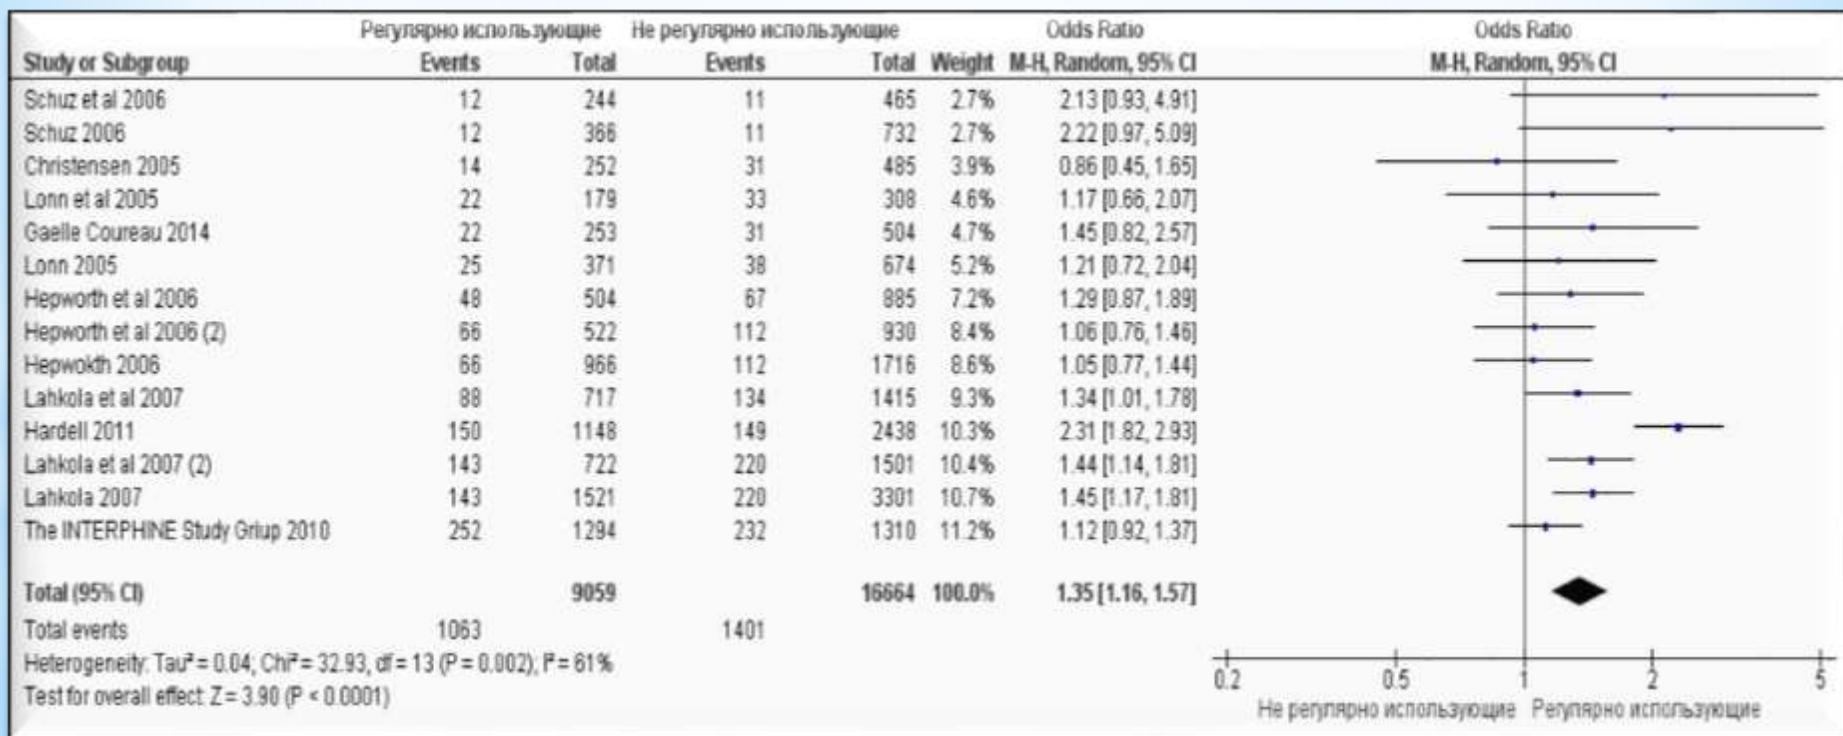 Регулярно использующие Не регулярно использующие Odds Ratio Odds Ratio
Study or Subgroup Events Total Events Total Weight M-H, Random, 95% CI M-H, Random, 95% CI
Schuz et al 2006 12 244 11 465 2.7% 2.13 [0.93, 4.91]
Schuz 2006 12 366 11 732 2.7% 2.22 [0.97, 5.09]
Christensen 2005 14 252 31 485 3.9% 0.86 [0.45, 1.65]
Lonn et al 2005 22 179 33 308 4.6% 1.17 [0.66, 2.07]
Gaelle Coureau 2014 22 253 31 504 4.7% 1.45 [0.82, 2.57]
Lonn 2005 25 371 38 674 5.2% 1.21 [0.72, 2.04]
Hepworth et al 2006 48 504 67 885 7.2% 1.29 [0.87, 1.89]
Hepworth et al 2006 (2) 66 522 112 930 8.4% 1.06 [0.76, 1.46]
Hepwokth 2006 66 966 112 1716 8.6% 1.05 [0.77, 1.44]
Lahkola et al 2007 88 717 134 1415 9.3% 1.34 [1.01, 1.78]
Hardell 2011 150 1148 149 2438 10.3% 2.31 [1.82, 2.93]
Lahkola et al 2007 (2) 143 722 220 1501 10.4% 1.44 [1.14, 1.81]
Lahkola 2007 143 1521 220 3301 10.7% 1.45 [1.17, 1.81]
The INTERPHINE Study Griup 2010 252 1294 232 1310 11.2% 1.12 [0.92, 1.37]
Total (95% CI) 9059 16664 100.0% 1.35 [1.16, 1.57]
Total events 1063 1401
Heterogeneity: Tau² = 0.04; Chi² = 32.93, df = 13 (P = 0.002); I² = 61%
Test for overall effect: Z = 3.90 (P < 0.0001)
0.2 0.5 1 2 5
Не регулярно использующие Регулярно использующие